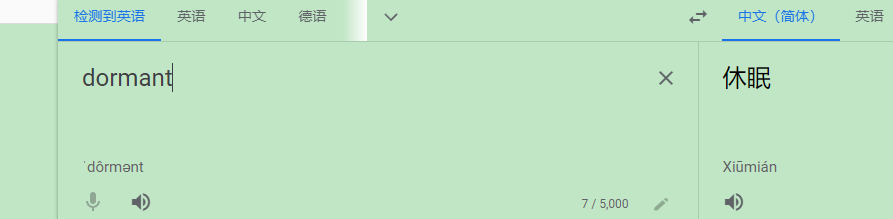 检测到英语 英语 中文 德语 中文（简体） 英语
dormant 休眠
ˈdôrmənt Xiūmián
7 / 5,000